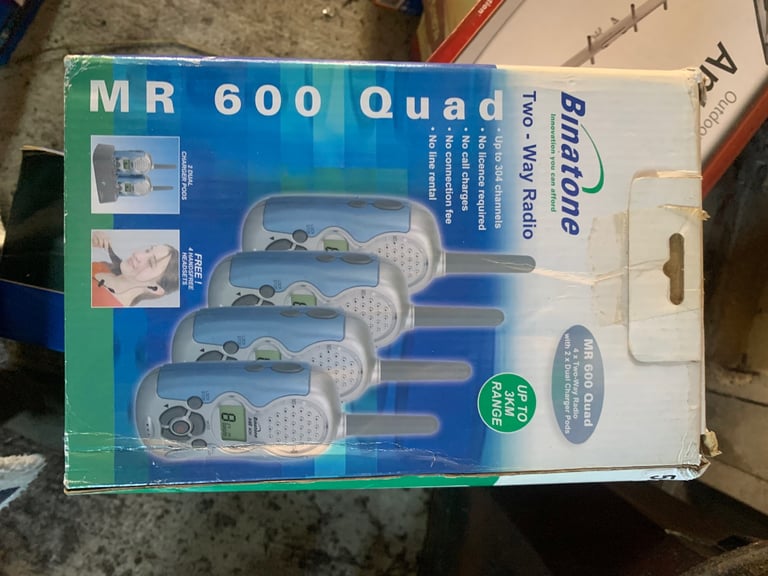 Binatone
Innovation you can afford
Two - Way Radio
• Up to 304 channels
• No licence required
• No call charges
• No connection fee
• No line rental
MR 600 Quad
MR 600 Quad
4 x Two-Way Radio
with 2 x Dual Charger Pods
UP TO
3KM
RANGE
2 DUAL
CHARGER PODS
FREE !
4 HANDSFREE
HEADSETS
8
5